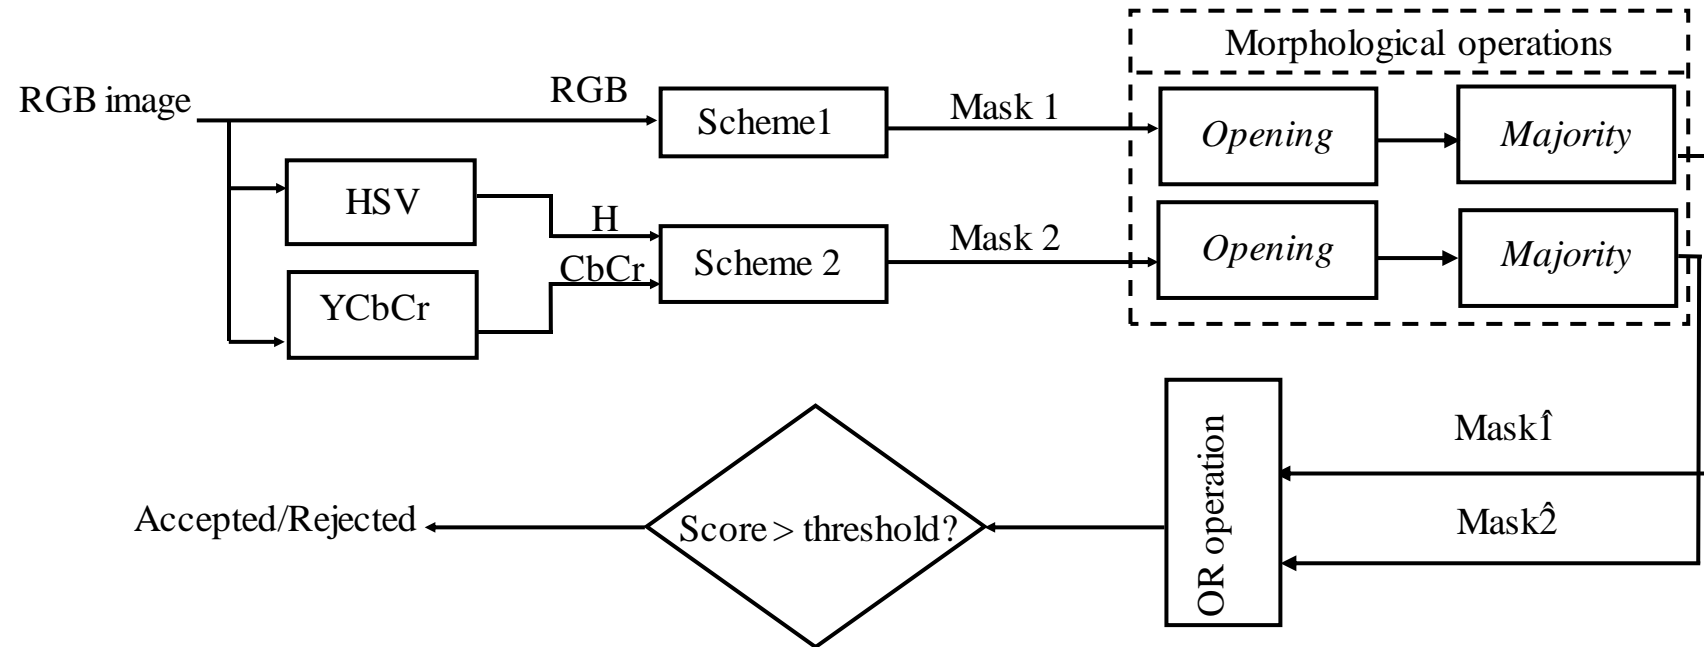 Morphological operations
RGB image
RGB
Scheme1
Mask 1
Opening
Majority
HSV
H
Scheme 2
Mask 2
Opening
Majority
CbCr
YCbCr
Mask1̂
Mask2̂
OR operation
Score > threshold?
Accepted/Rejected